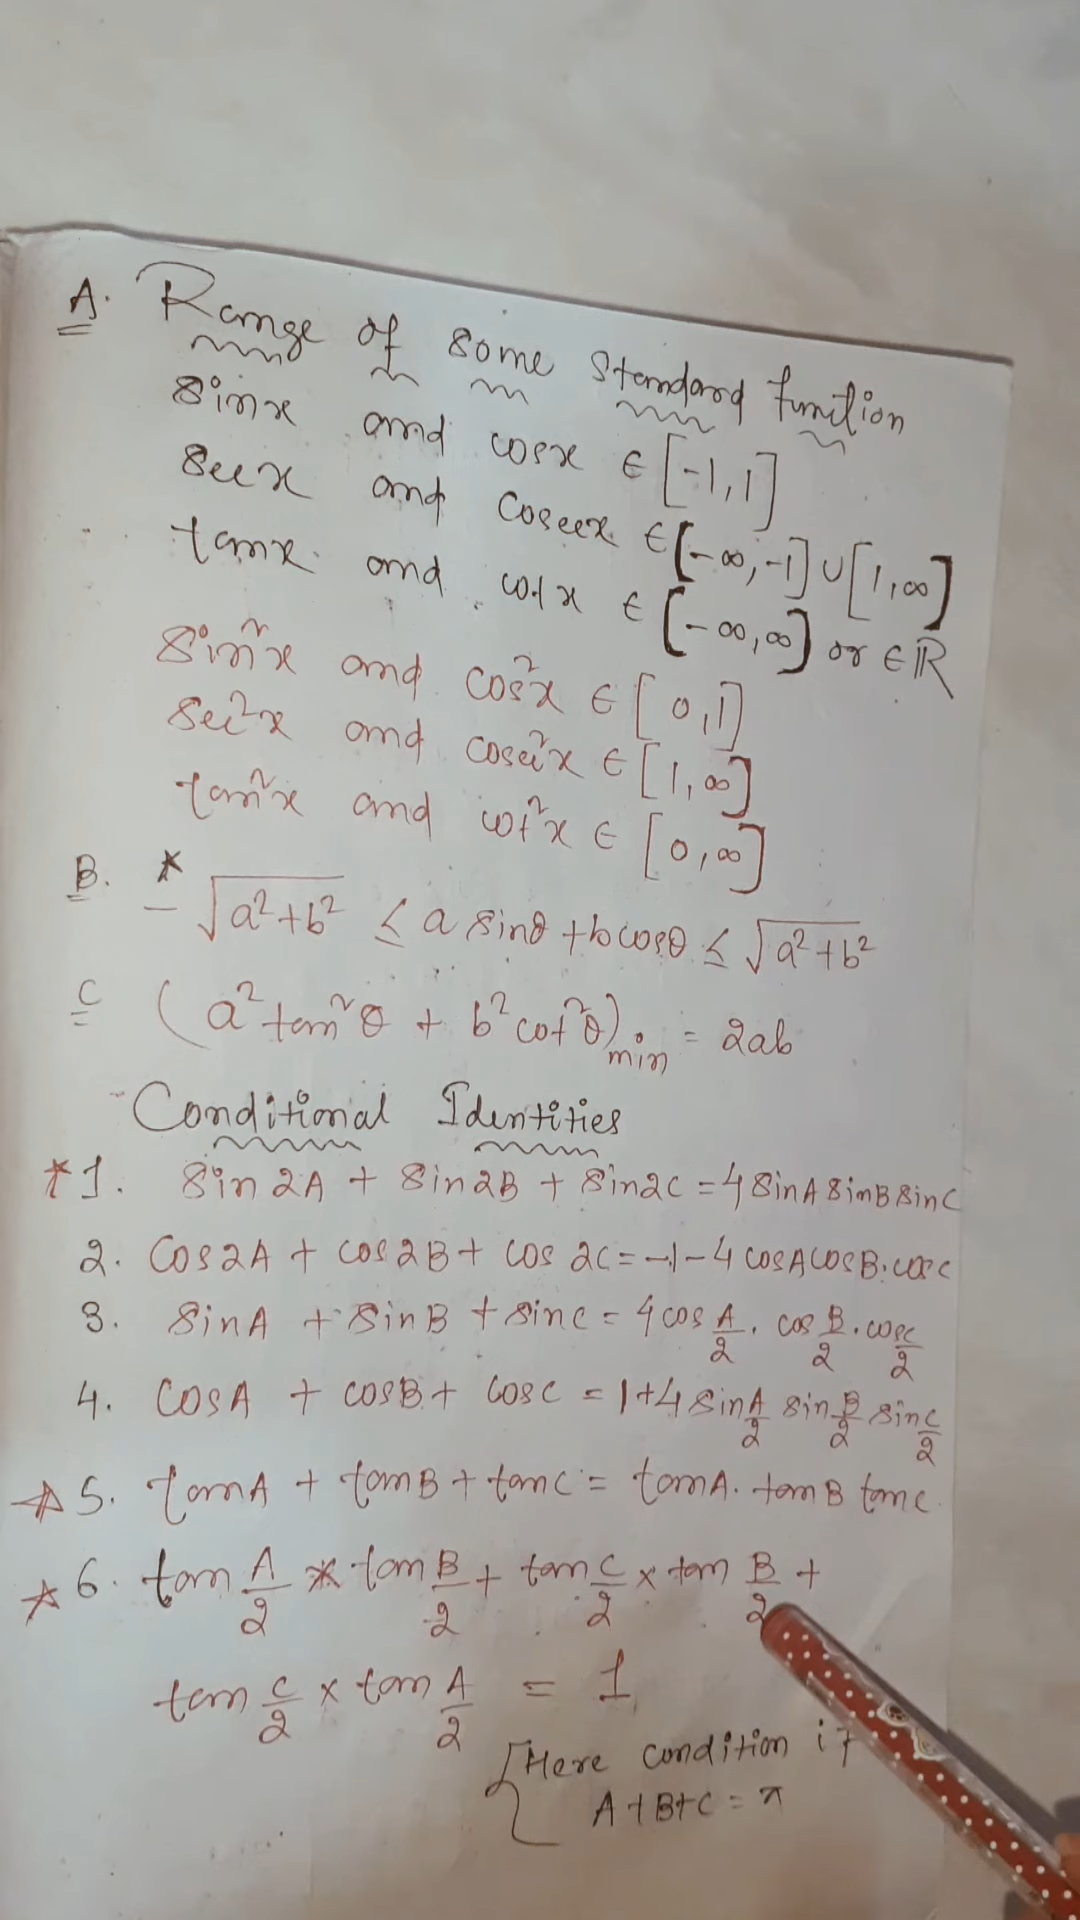 A. Range of some standard function
sinx and cosx ∈ [-1,1]
secx and cosecx ∈ [-∞,-1] ∪ [1,∞]
tanx and cotx ∈ [-∞,∞] or ∈ ℝ
sin²x and cos²x ∈ [0,1]
sec²x and cosec²x ∈ [1,∞]
tan²x and cot²x ∈ [0,∞]
B. * -√(a²+b²) ≤ a sinθ + b cosθ ≤ √(a²+b²)
C (a² tan²θ + b² cot²θ)min = 2ab
Conditional Identities
*1. sin2A + sin2B + sin2C = 4 sinA sinB sinC
2. cos2A + cos2B + cos 2C = -1-4 cosAcosB.cosC
3. sinA + sinB + sinC = 4cos A/2 . cos B/2 . cos C/2
4. cosA + cosB + cosC = 1+4 sin A/2 sin B/2 sin C/2
*5. tanA + tanB + tanC = tanA. tanB tanC.
*6. tan A/2 * tan B/2 + tan C/2 × tan B/2 +
tan C/2 × tan A/2 = 1
[Here condition if
A+B+C = π